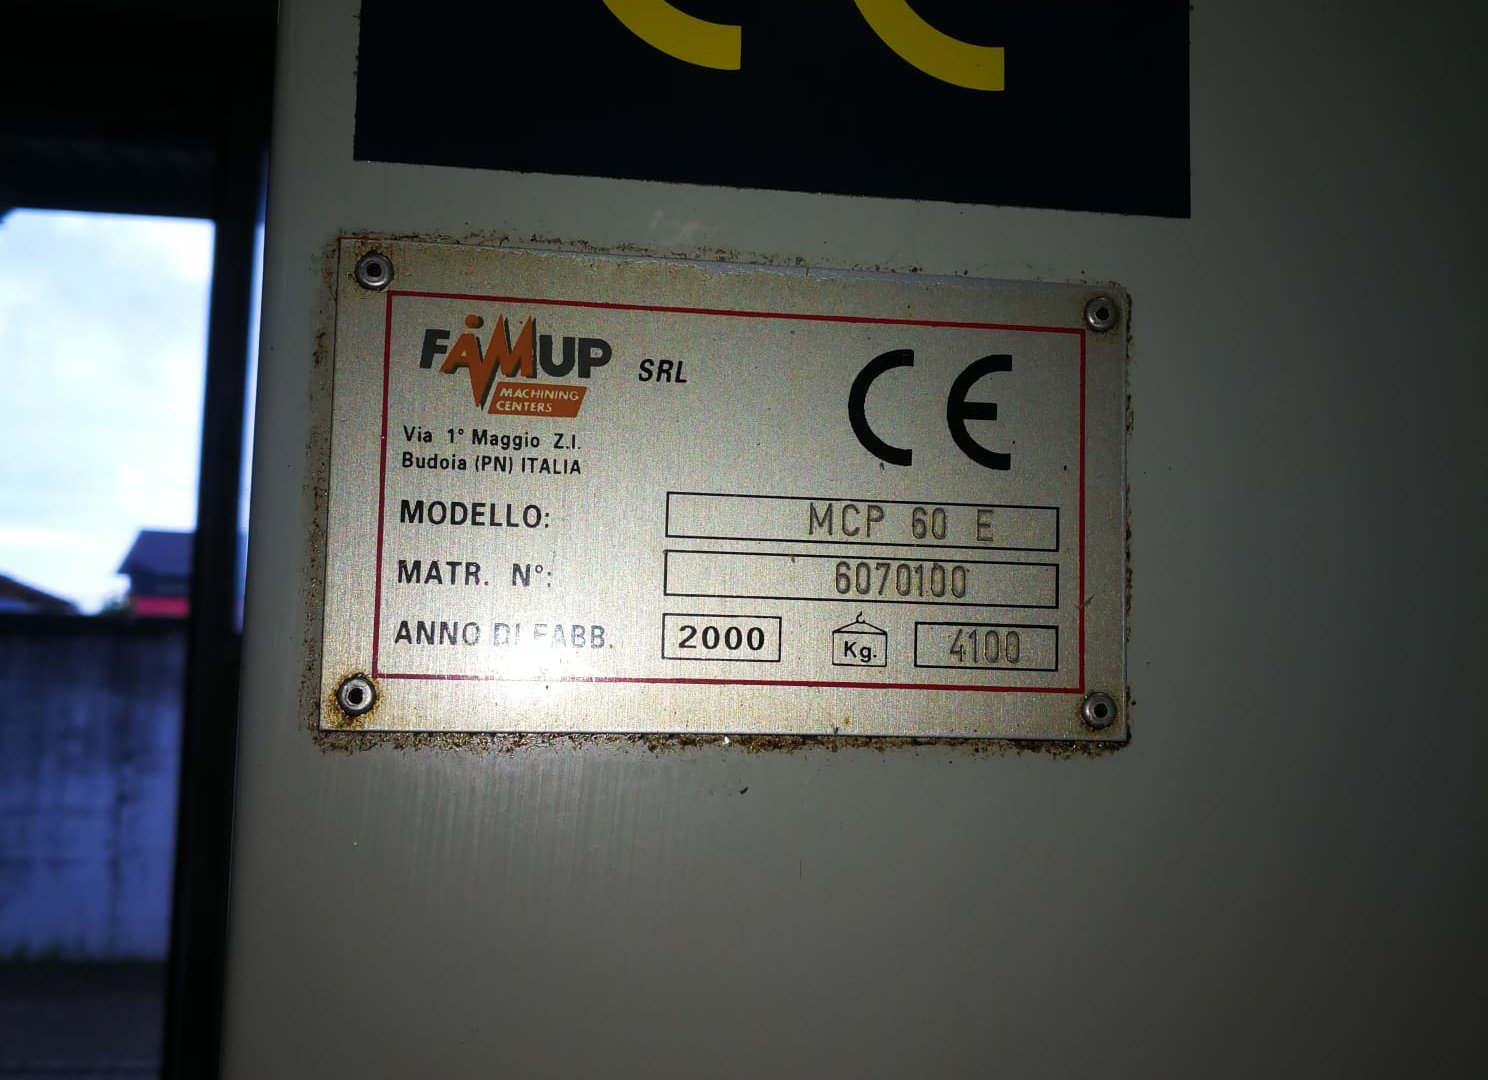 CE
FAMUP SRL
MACHINING
CENTERS
CE
Via 1° Maggio Z.I.
Budoia (PN) ITALIA
MODELLO: MCP 60 E
MATR. N°: 6070100
ANNO DI FABB. 2000 Kg. 4100